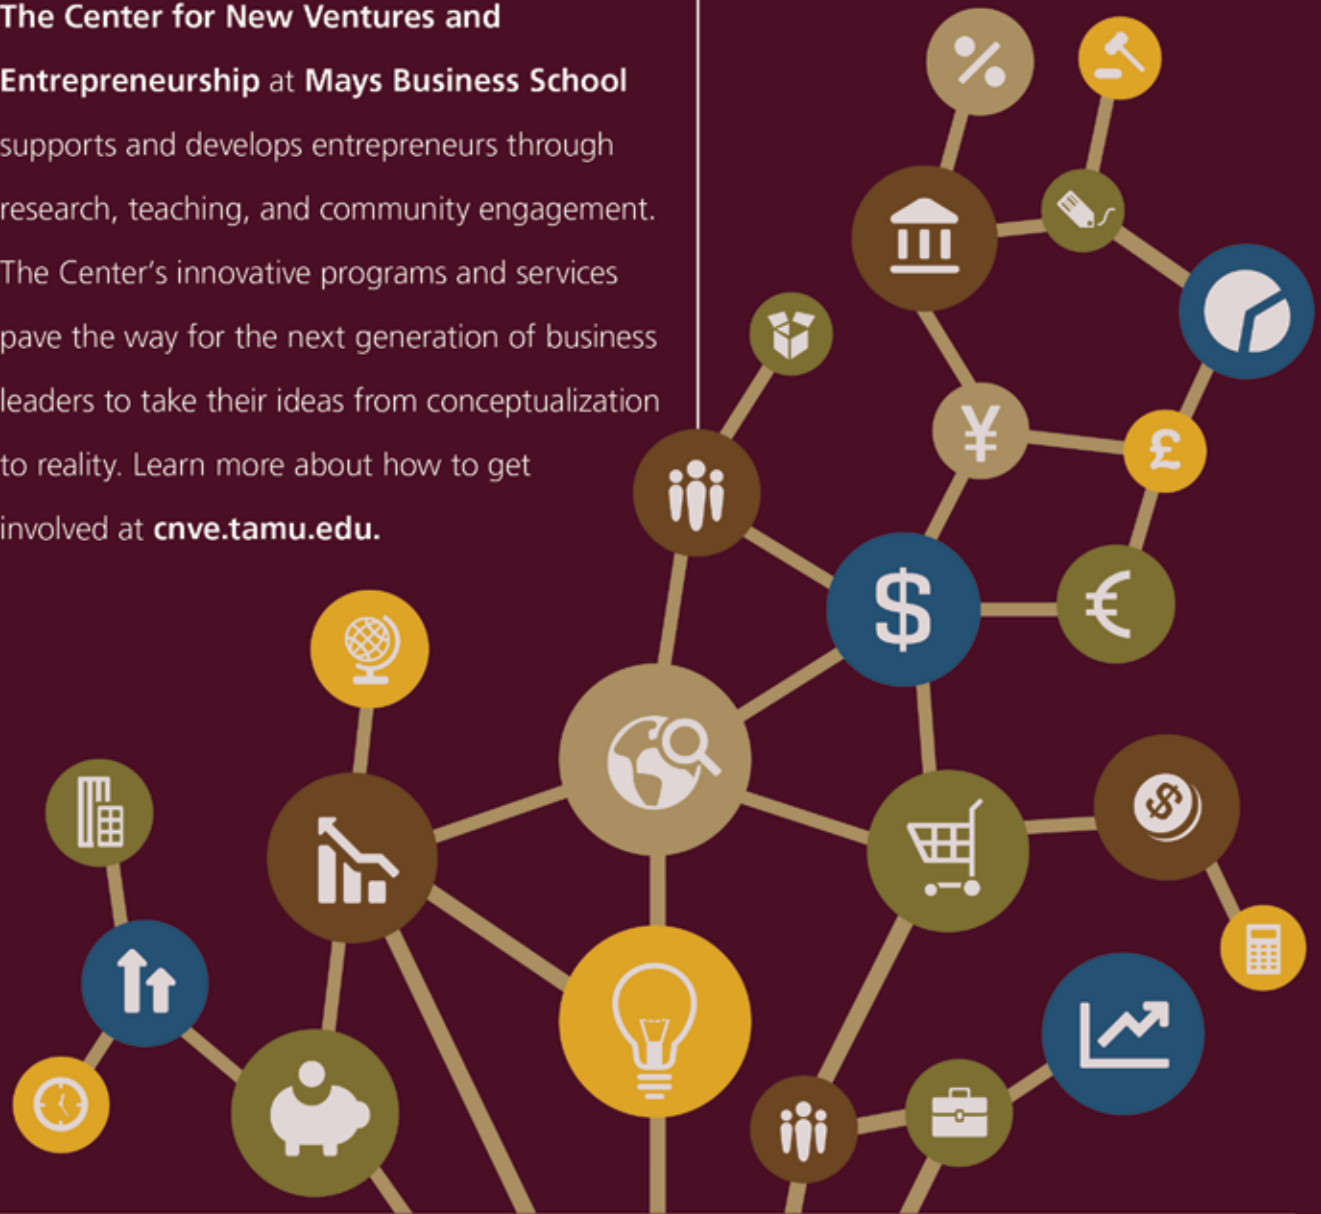 The Center for New Ventures and
Entrepreneurship at Mays Business School
supports and develops entrepreneurs through
research, teaching, and community engagement.
The Center’s innovative programs and services
pave the way for the next generation of business
leaders to take their ideas from conceptualization
to reality. Learn more about how to get
involved at cnve.tamu.edu.
%
¥
£
$
€
$